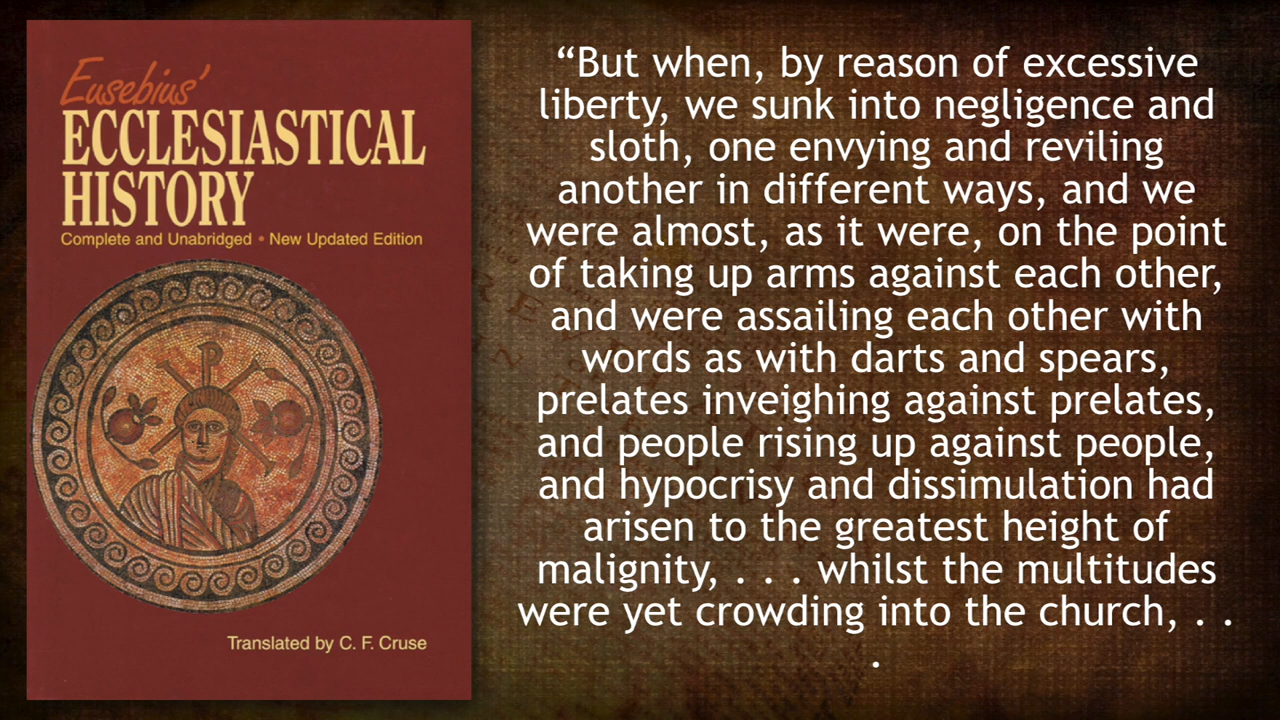 Eusebius'
ECCLESIASTICAL
HISTORY
Complete and Unabridged • New Updated Edition
Translated by C. F. Cruse
“But when, by reason of excessive
liberty, we sunk into negligence and
sloth, one envying and reviling
another in different ways, and we
were almost, as it were, on the point
of taking up arms against each other,
and were assailing each other with
words as with darts and spears,
prelates inveighing against prelates,
and people rising up against people,
and hypocrisy and dissimulation had
arisen to the greatest height of
malignity, . . . whilst the multitudes
were yet crowding into the church, . .
.